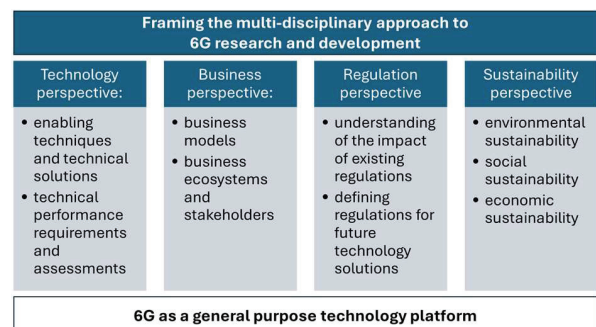 Framing the multi-disciplinary approach to
6G research and development
Technology
perspective:
• enabling
techniques
and technical
solutions
• technical
performance
requirements
and
assessments
Business
perspective:
• business
models
• business
ecosystems
and
stakeholders
Regulation
perspective
• understanding
of the impact
of existing
regulations
• defining
regulations for
future
technology
solutions
Sustainability
perspective
• environmental
sustainability
• social
sustainability
• economic
sustainability
6G as a general purpose technology platform